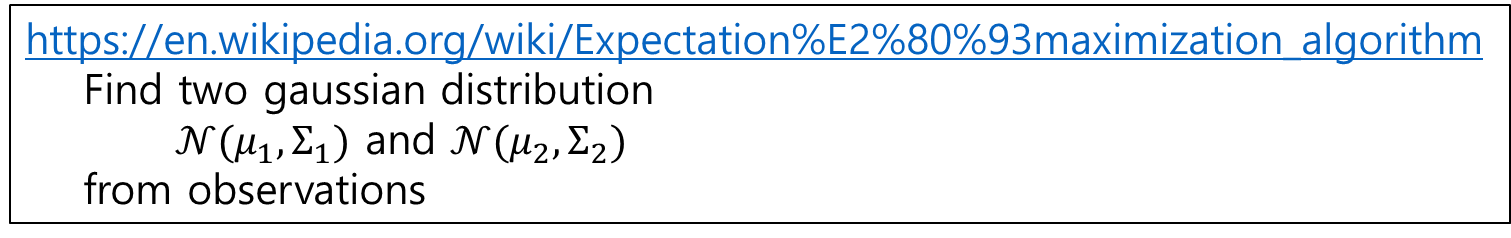 https://en.wikipedia.org/wiki/Expectation%E2%80%93maximization_algorithm
Find two gaussian distribution
𝒩(μ₁, Σ₁) and 𝒩(μ₂, Σ₂)
from observations